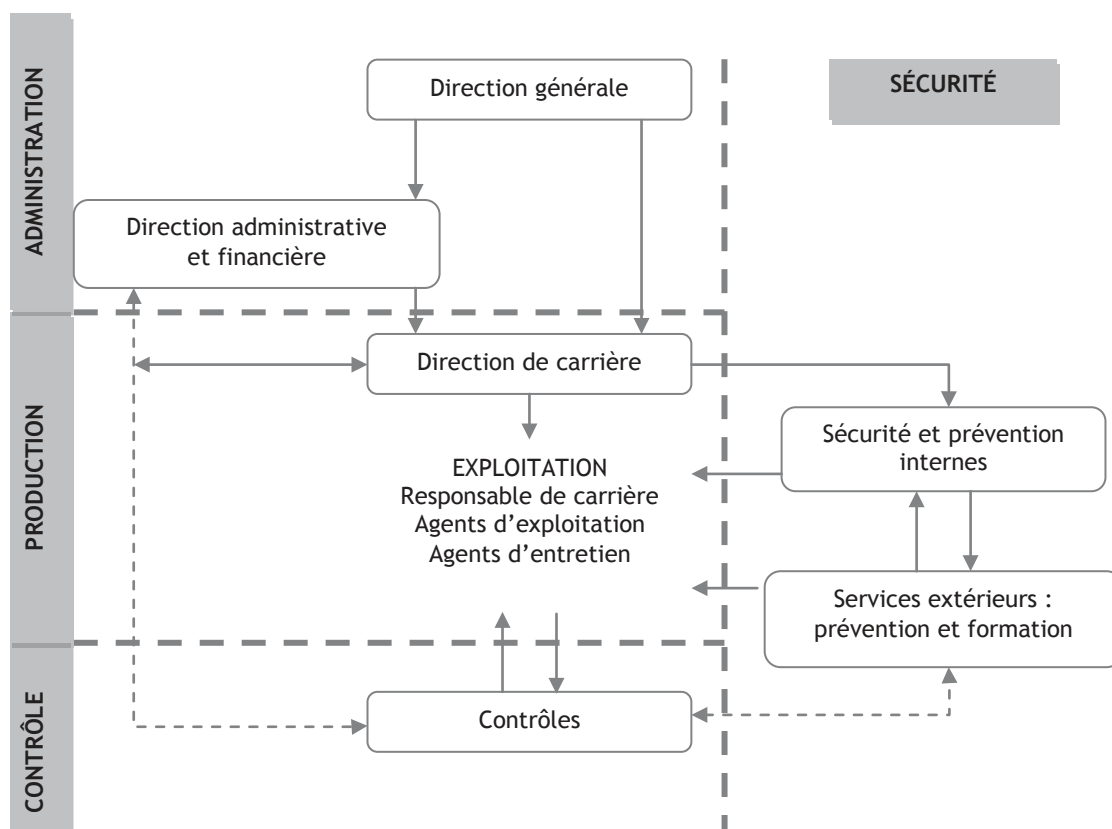 ADMINISTRATION
Direction générale
SÉCURITÉ
Direction administrative
et financière
PRODUCTION
Direction de carrière
Sécurité et prévention
internes
EXPLOITATION
Responsable de carrière
Agents d’exploitation
Agents d’entretien
Services extérieurs :
prévention et formation
CONTRÔLE
Contrôles